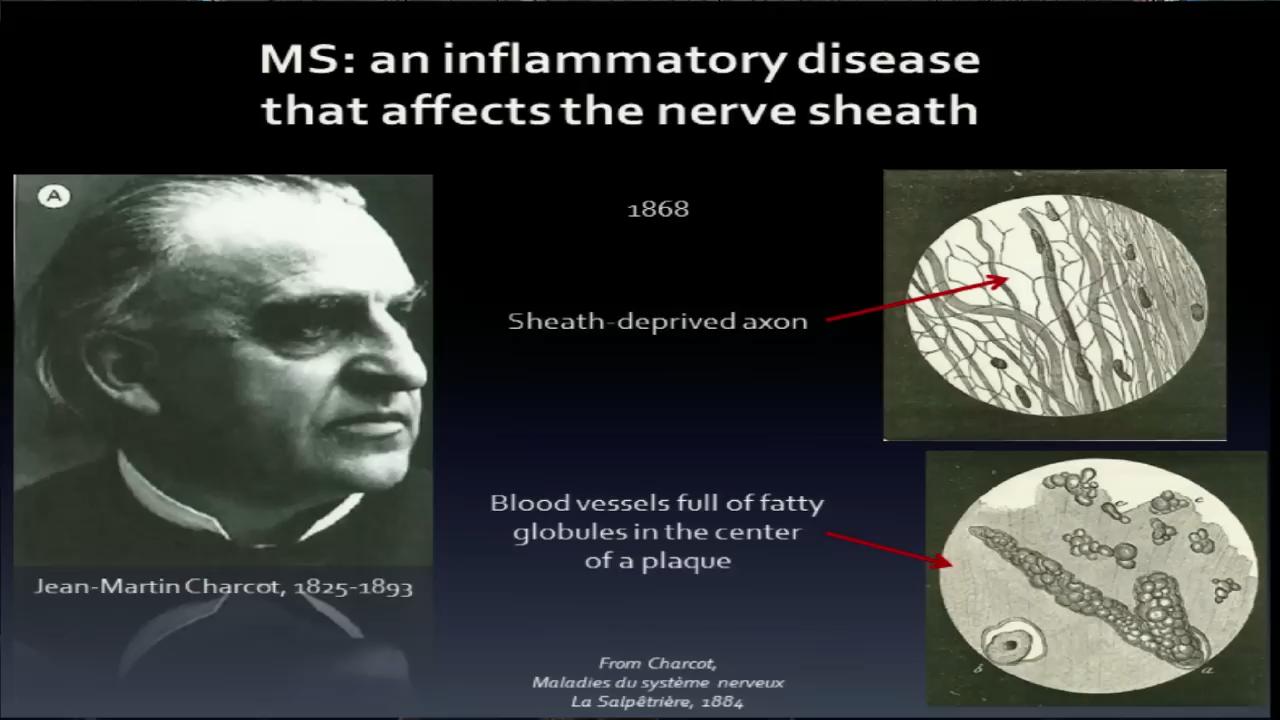 MS: an inflammatory disease
that affects the nerve sheath
A
1868
Sheath-deprived axon
Blood vessels full of fatty
globules in the center
of a plaque
Jean-Martin Charcot, 1825-1893
From Charcot,
Maladies du système nerveux
La Salpêtrière, 1884
b
a